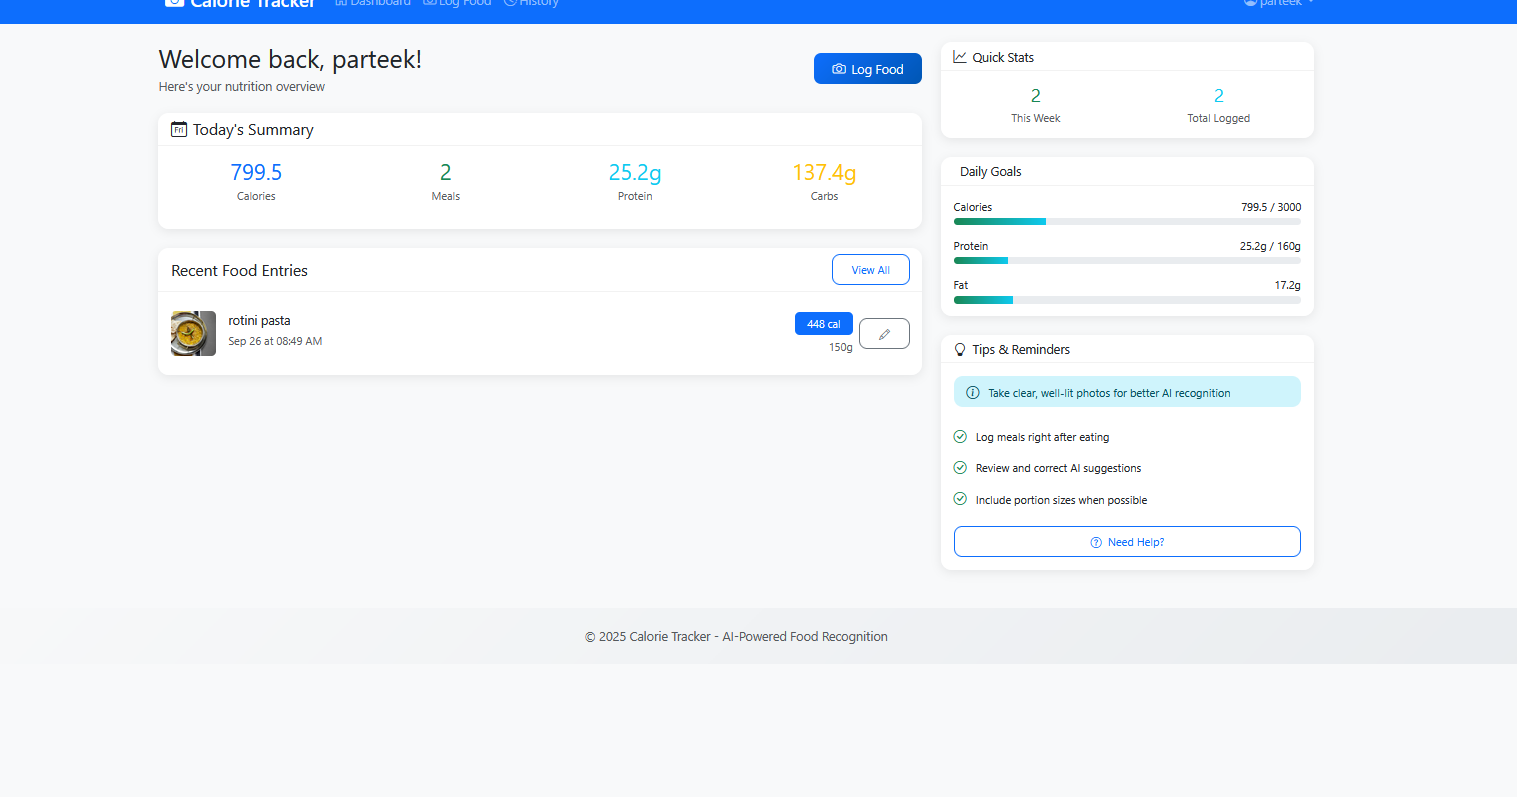 Calorie Tracker Dashboard Log Food History parteek
Welcome back, parteek!
Here's your nutrition overview
Log Food
Fri Today's Summary
799.5 2 25.2g 137.4g
Calories Meals Protein Carbs
Recent Food Entries View All
rotini pasta
Sep 26 at 08:49 AM
448 cal
150g
Quick Stats
2 2
This Week Total Logged
Daily Goals
Calories 799.5 / 3000
Protein 25.2g / 160g
Fat 17.2g
Tips & Reminders
Take clear, well-lit photos for better AI recognition
Log meals right after eating
Review and correct AI suggestions
Include portion sizes when possible
Need Help?
© 2025 Calorie Tracker - AI-Powered Food Recognition